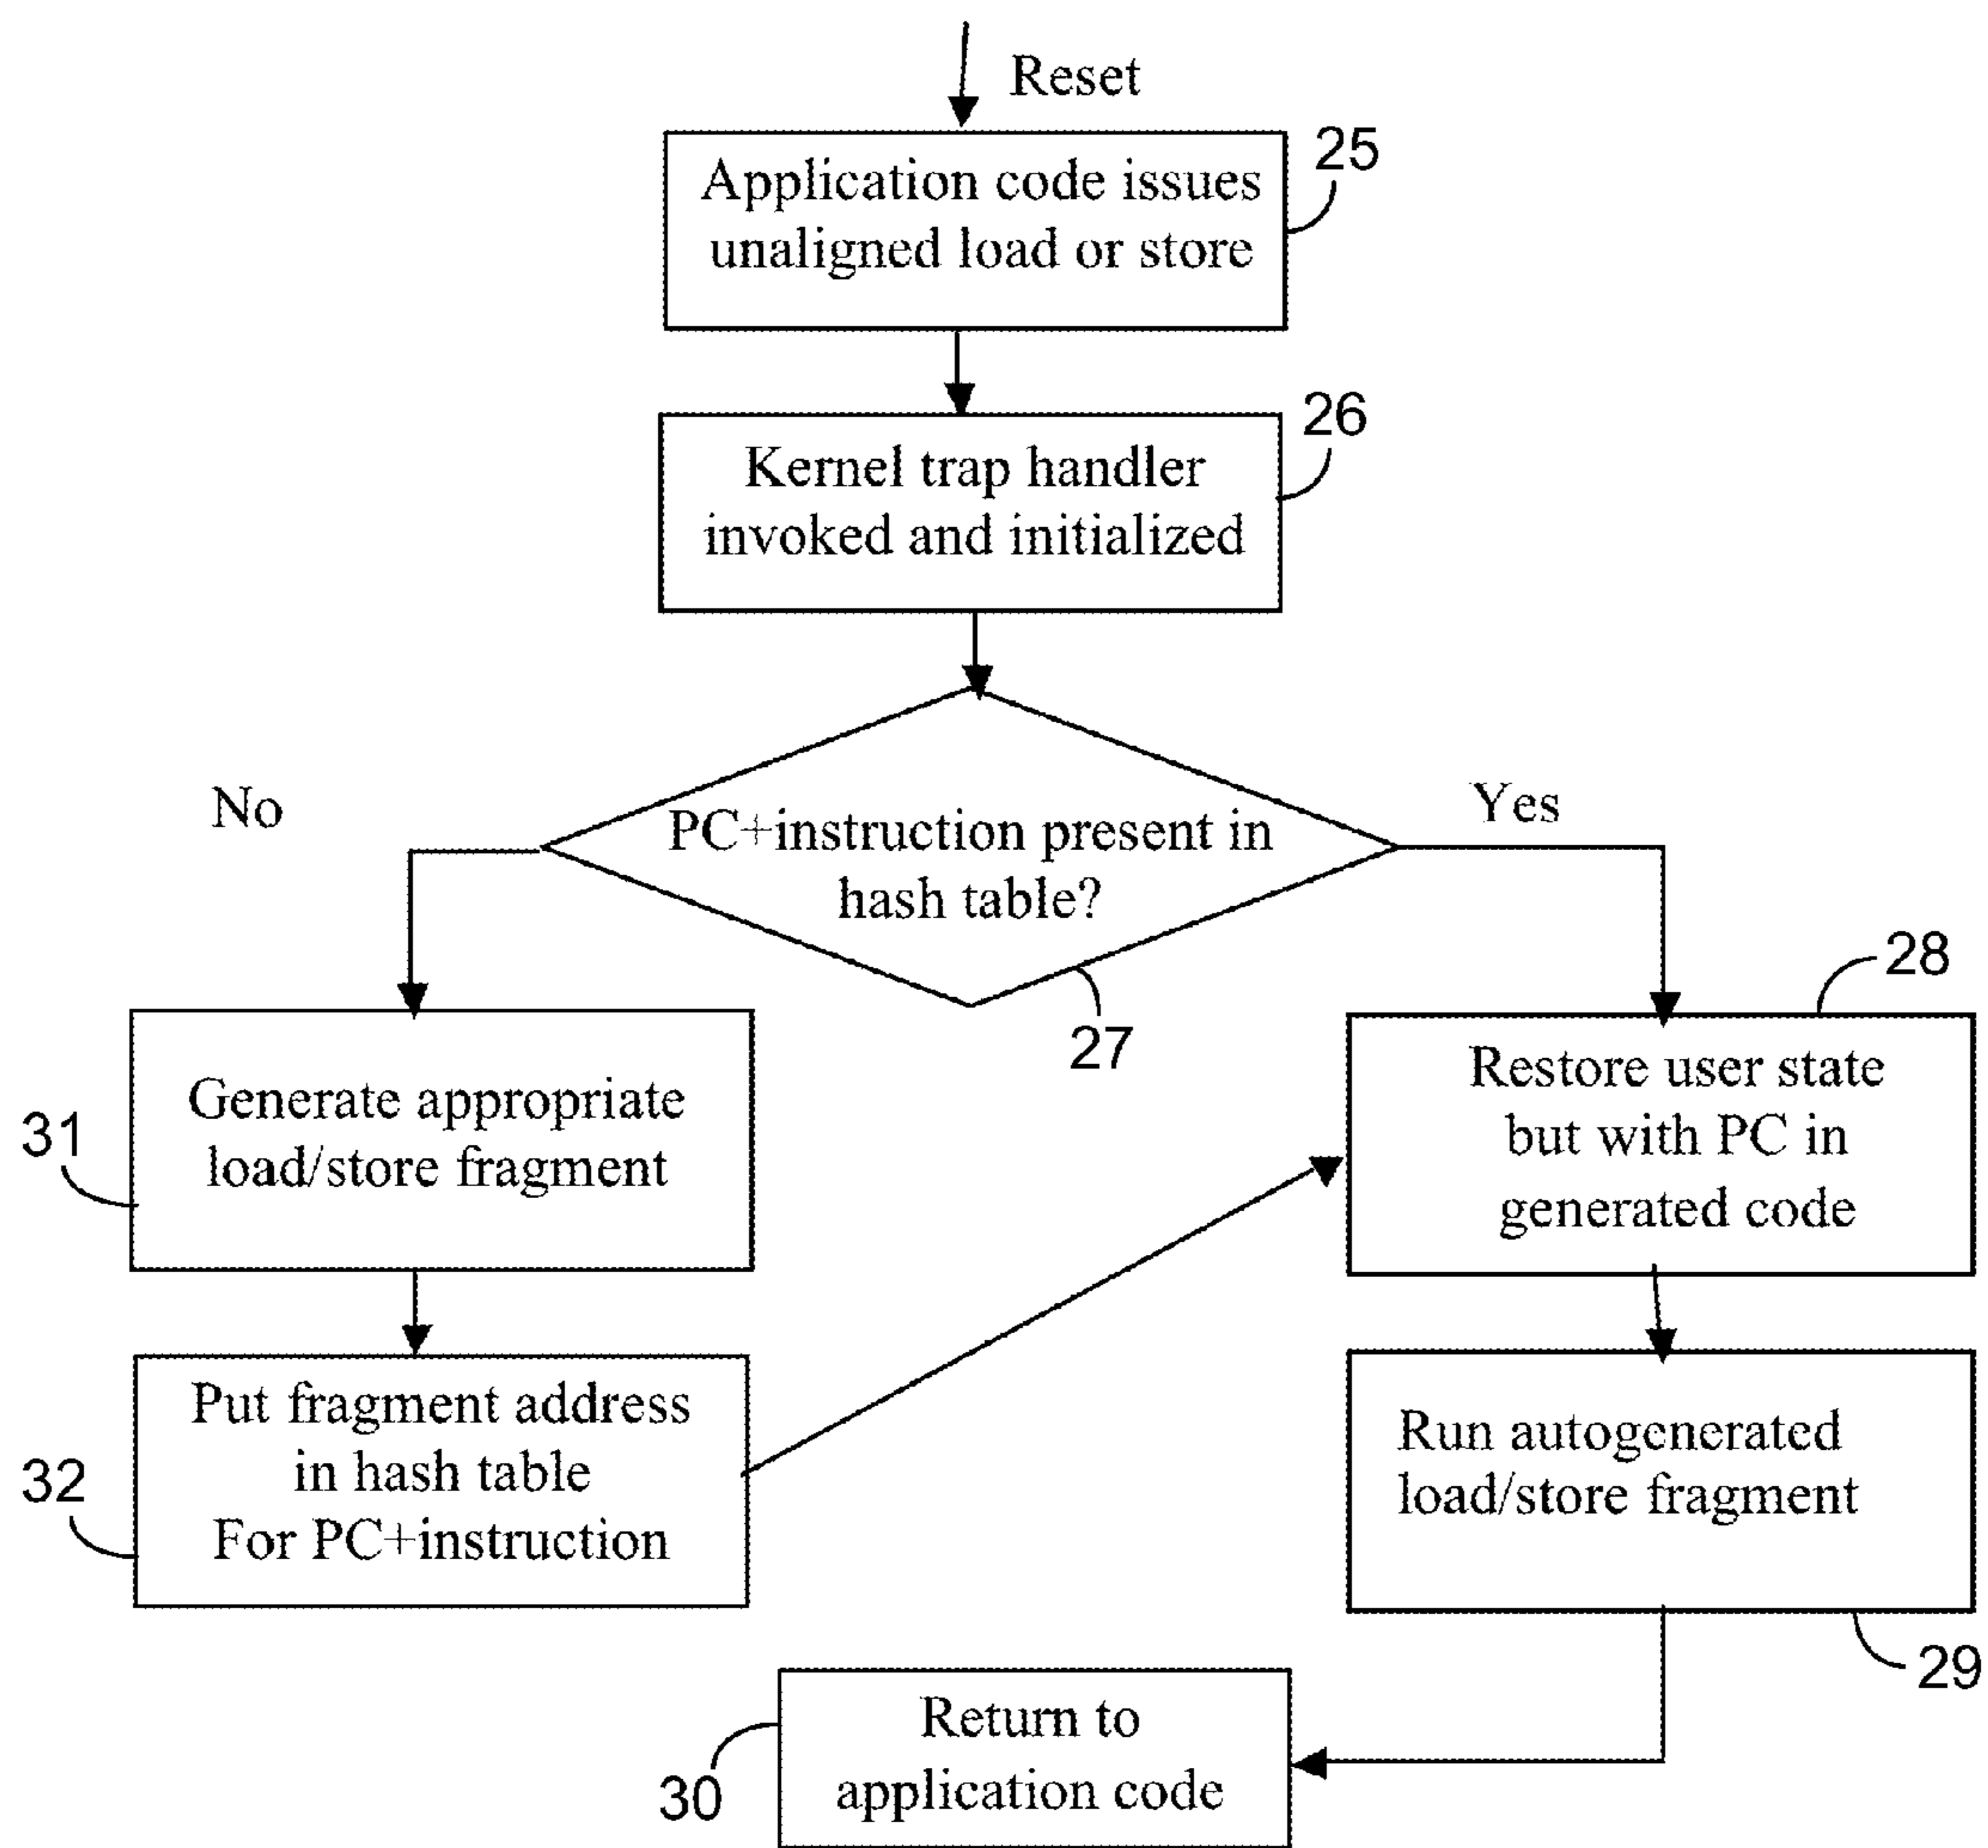 Reset
25
Application code issues
unaligned load or store
26
Kernel trap handler
invoked and initialized
No
Yes
PC+instruction present in
hash table?
27
28
Restore user state
but with PC in
generated code
31
Generate appropriate
load/store fragment
32
Put fragment address
in hash table
For PC+instruction
Run autogenerated
load/store fragment
29
30
Return to
application code